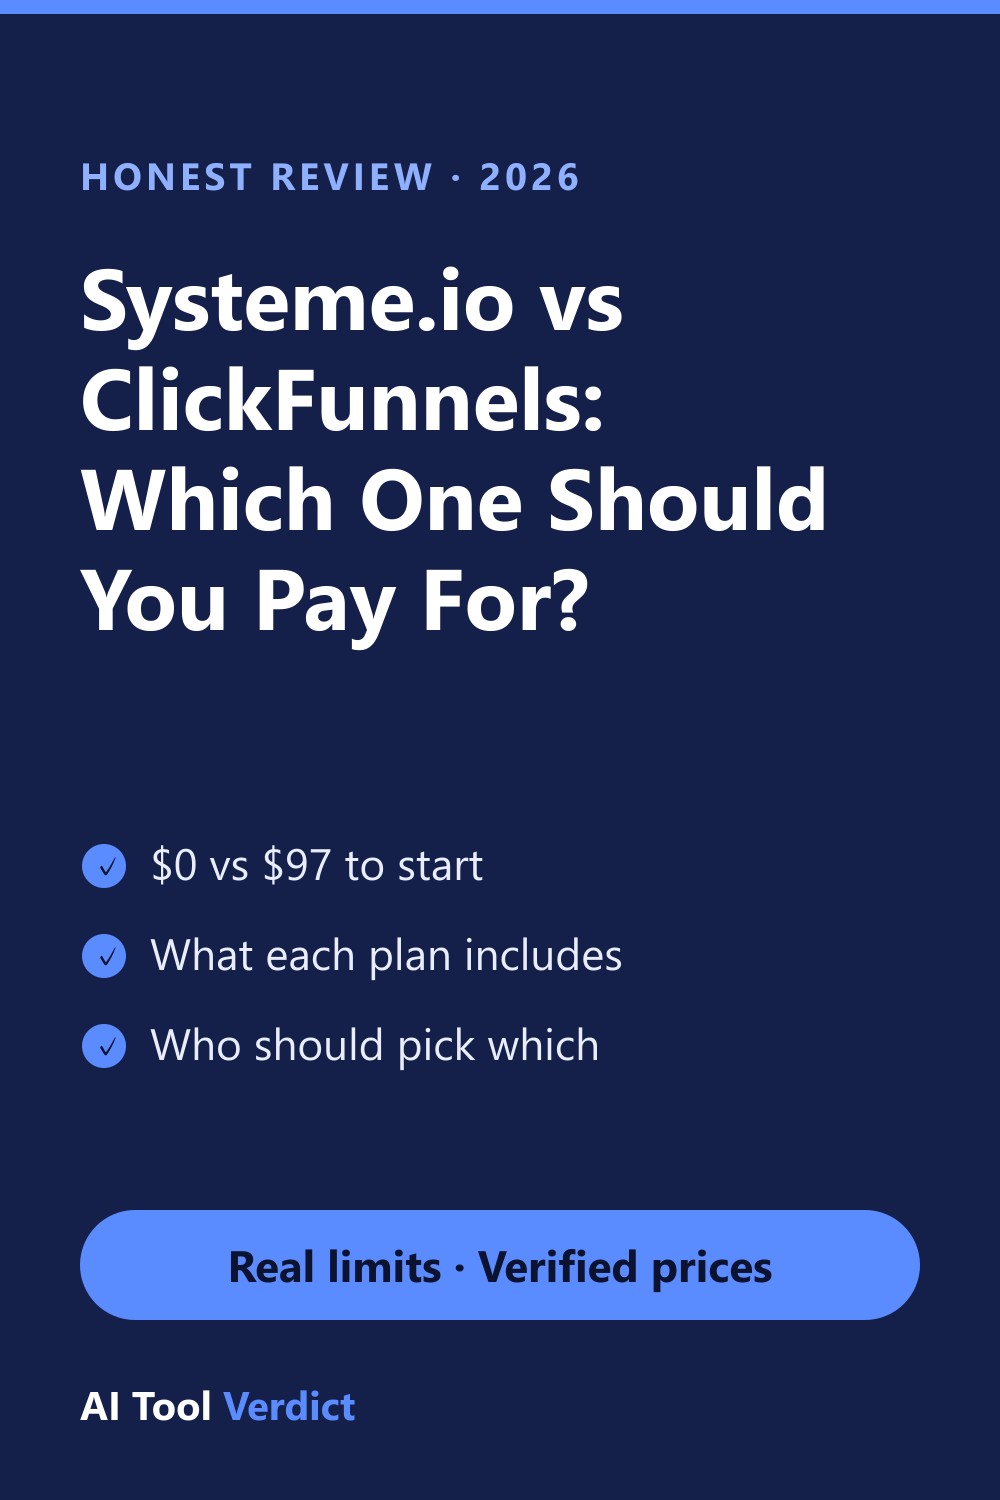 HONEST REVIEW · 2026
Systeme.io vs
ClickFunnels:
Which One Should
You Pay For?
✓ $0 vs $97 to start
✓ What each plan includes
✓ Who should pick which
Real limits · Verified prices
AI Tool Verdict